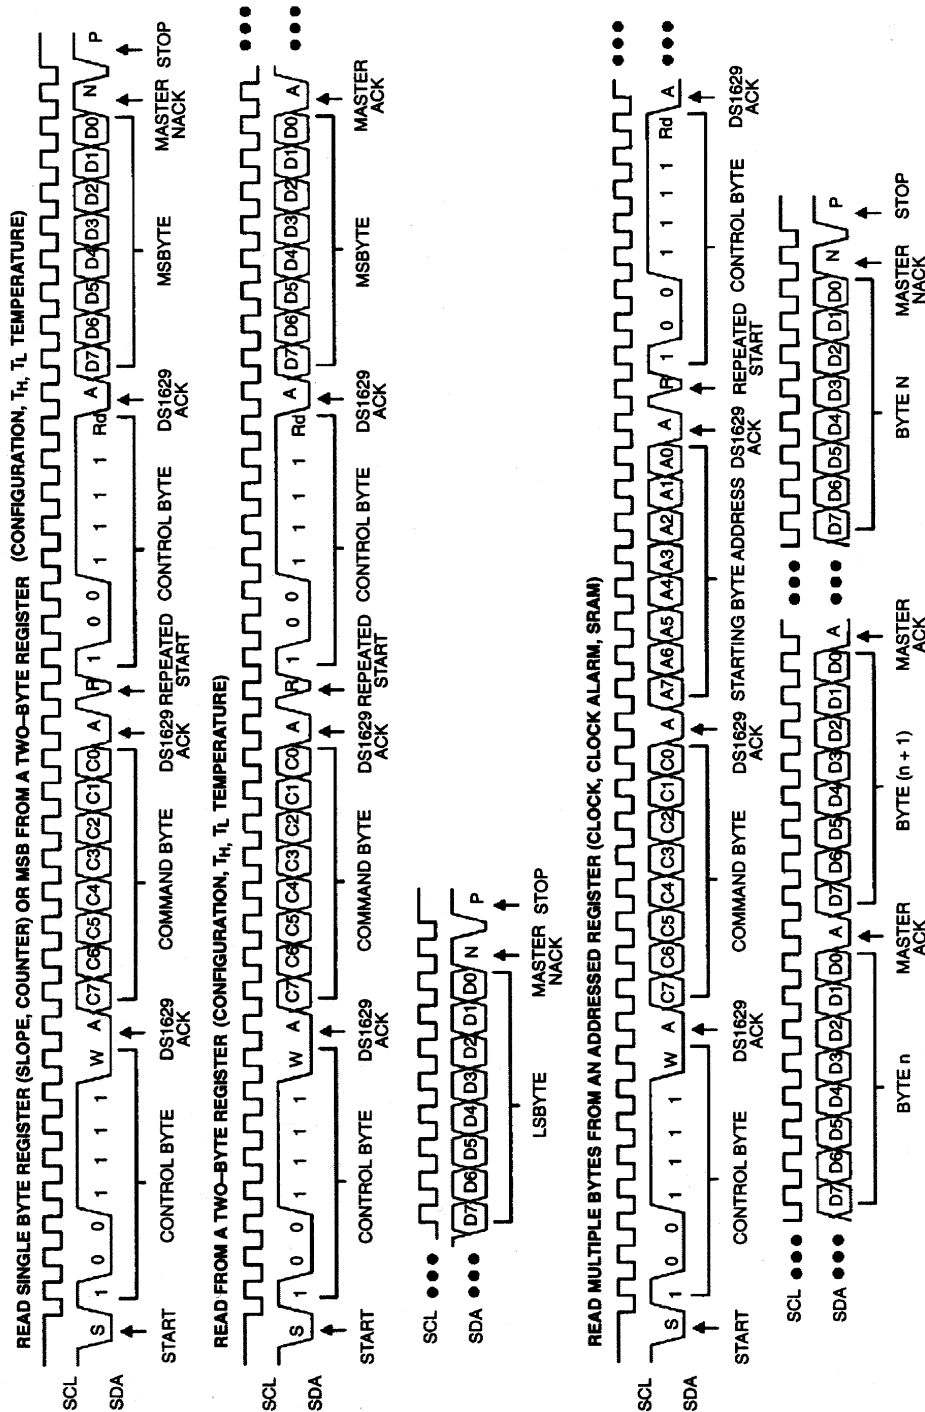 READ SINGLE BYTE REGISTER (SLOPE, COUNTER) OR MSB FROM A TWO–BYTE REGISTER (CONFIGURATION, TH, TL TEMPERATURE)
SCL
SDA S 1 0 0 1 1 1 1 W A C7 C6 C5 C4 C3 C2 C1 C0 A R 1 0 0 1 1 1 1 Rd A D7 D6 D5 D4 D3 D2 D1 D0 N P
START CONTROL BYTE DS1629 ACK COMMAND BYTE DS1629 ACK REPEATED START CONTROL BYTE DS1629 ACK MSBYTE MASTER NACK STOP
READ FROM A TWO–BYTE REGISTER (CONFIGURATION, TH, TL TEMPERATURE)
SCL
SDA S 1 0 0 1 1 1 1 W A C7 C6 C5 C4 C3 C2 C1 C0 A R 1 0 0 1 1 1 1 Rd A D7 D6 D5 D4 D3 D2 D1 D0 A
START CONTROL BYTE DS1629 ACK COMMAND BYTE DS1629 ACK REPEATED START CONTROL BYTE DS1629 ACK MSBYTE MASTER ACK
SCL
SDA D7 D6 D5 D4 D3 D2 D1 D0 N P
LSBYTE MASTER NACK STOP
READ MULTIPLE BYTES FROM AN ADDRESSED REGISTER (CLOCK, CLOCK ALARM, SRAM)
SCL
SDA S 1 0 0 1 1 1 1 W A C7 C6 C5 C4 C3 C2 C1 C0 A A7 A6 A5 A4 A3 A2 A1 A0 A R 1 0 0 1 1 1 1 Rd A
START CONTROL BYTE DS1629 ACK COMMAND BYTE DS1629 ACK STARTING BYTE ADDRESS DS1629 ACK REPEATED START CONTROL BYTE DS1629 ACK
SCL
SDA D7 D6 D5 D4 D3 D2 D1 D0 A D7 D6 D5 D4 D3 D2 D1 D0 A D7 D6 D5 D4 D3 D2 D1 D0 N P
BYTE n MASTER ACK BYTE (n + 1) MASTER ACK BYTE N MASTER NACK STOP